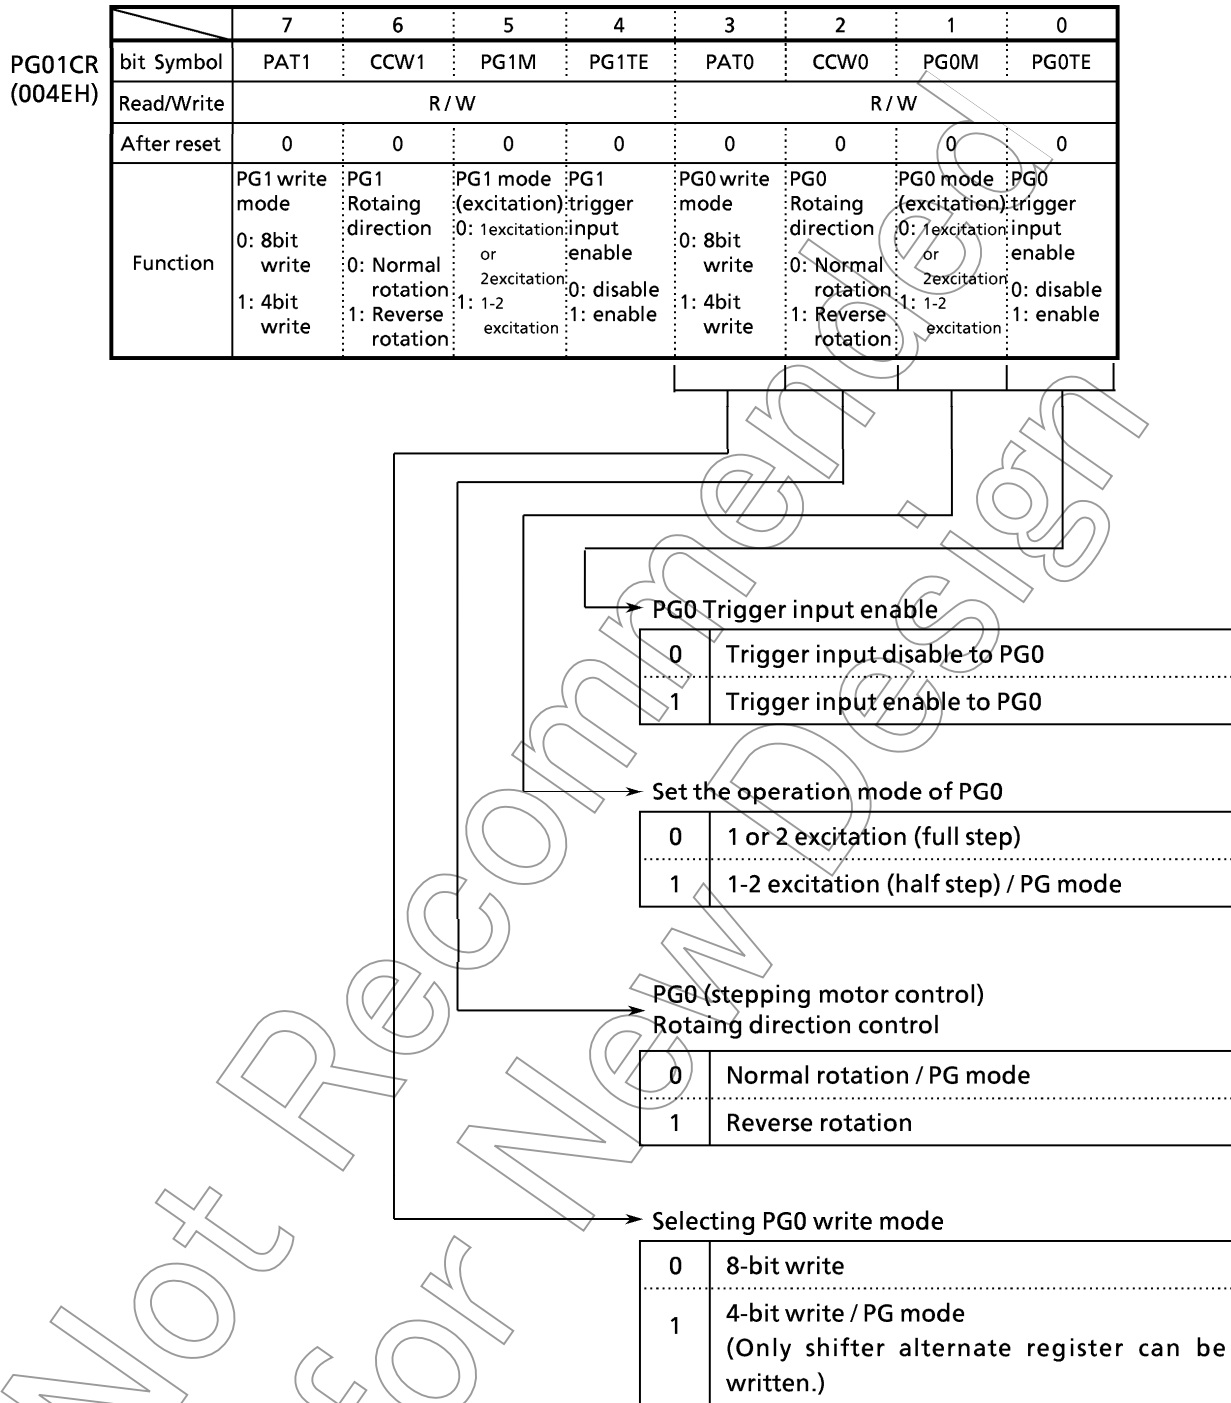 7 6 5 4 3 2 1 0
PG01CR
(004EH)
bit Symbol PAT1 CCW1 PG1M PG1TE PAT0 CCW0 PG0M PG0TE
Read/Write R / W R / W
After reset 0 0 0 0 0 0 0 0
Function
PG1 write
mode
0: 8bit
write
1: 4bit
write
PG1
Rotaing
direction
0: Normal
rotation
1: Reverse
rotation
PG1 mode
(excitation)
0: 1excitation
or
2excitation
1: 1-2
excitation
PG1
trigger
input
enable
0: disable
1: enable
PG0 write
mode
0: 8bit
write
1: 4bit
write
PG0
Rotaing
direction
0: Normal
rotation
1: Reverse
rotation
PG0 mode
(excitation)
0: 1excitation
or
2excitation
1: 1-2
excitation
PG0
trigger
input
enable
0: disable
1: enable
PG0 Trigger input enable
0 Trigger input disable to PG0
1 Trigger input enable to PG0
Set the operation mode of PG0
0 1 or 2 excitation (full step)
1 1-2 excitation (half step) / PG mode
PG0 (stepping motor control)
Rotaing direction control
0 Normal rotation / PG mode
1 Reverse rotation
Selecting PG0 write mode
0 8-bit write
1 4-bit write / PG mode
(Only shifter alternate register can be
written.)
Not Recommended
for New Design